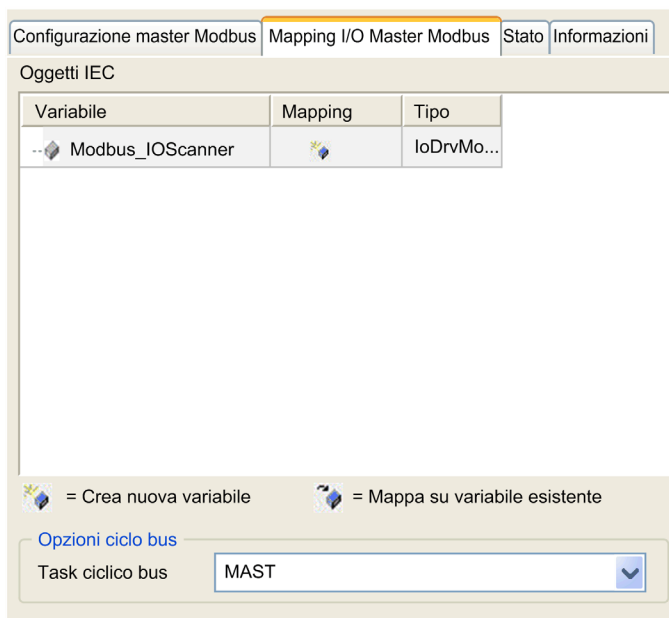 Configurazione master Modbus Mapping I/O Master Modbus Stato Informazioni
Oggetti IEC
Variabile Mapping Tipo
Modbus_IOScanner IoDrvMo...
= Crea nuova variabile = Mappa su variabile esistente
Opzioni ciclo bus
Task ciclico bus MAST